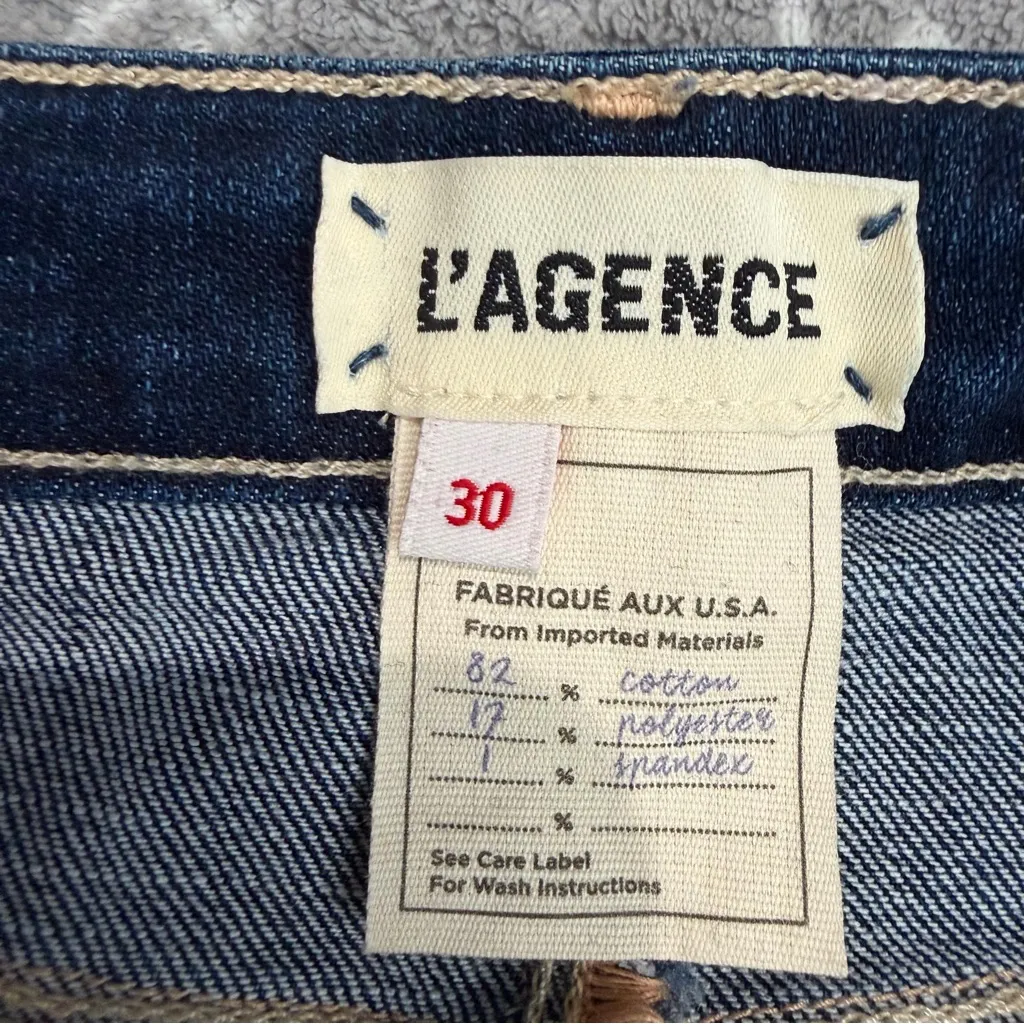 L'AGENCE
30
FABRIQUÉ AUX U.S.A.
From Imported Materials
82 % cotton
17 % polyester
1 % spandex
%
See Care Label
For Wash Instructions